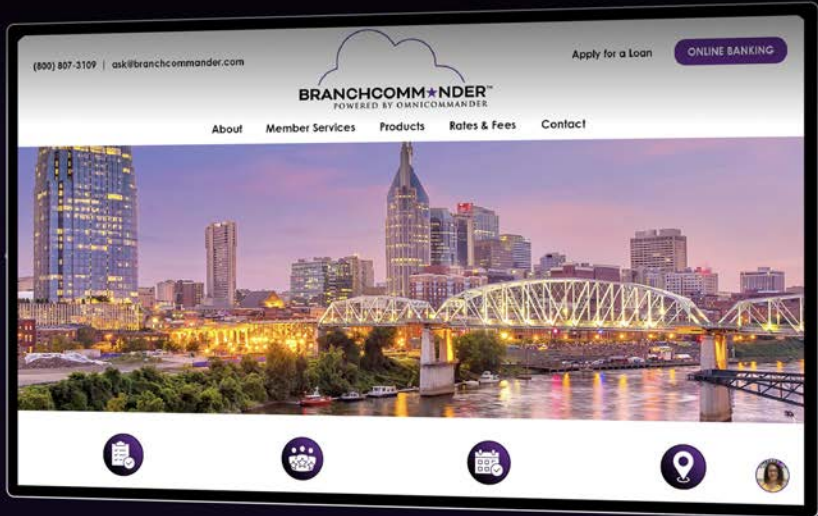 (800) 807-3109 | ask@branchcommander.com
BRANCHCOMM★NDER™
POWERED BY OMNICOMMANDER
Apply for a Loan
ONLINE BANKING
About Member Services Products Rates & Fees Contact